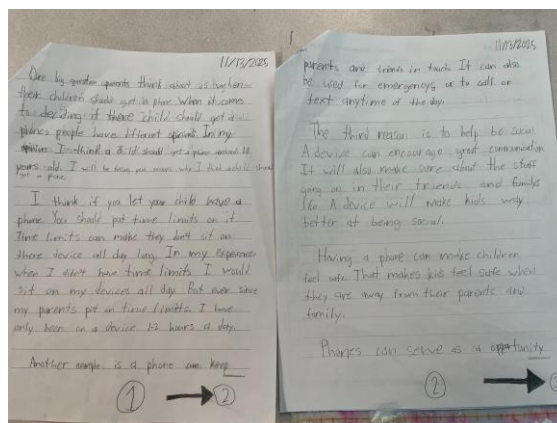 11/13/2025
One big question parents think about is is when
their children should get a phone. When it comes
to deciding if there child should get a
phones people have different opinions. In my
opinion I think a child should get a phone around 12
years old. I will be giving you reasons why I think a child should
get a phone.
I think if you let your child have a
phone. You should put time limits on it.
Time limits can make they don't sit on
there device all day long. In my experience
when I didn't have time limits I would
sit on my devices all day. But ever since
my parents put on time limits. I have
only been on a device 1-2 hours a day.
Another example is a phone can keep
1 2
11/13/2025
parents and friends in touch. It can also
be used for emergencys or to call or
text anytime of the day.
The third reason is to help be social.
A device can encourage great communication
It will also make sure about the stuff
going on in their friends and familys
life. A device will make kids way
better at being social.
Having a phone can make children
feel safe. That makes kids feel safe when
they are away from their parents and
family.
Phones can serve as a
2